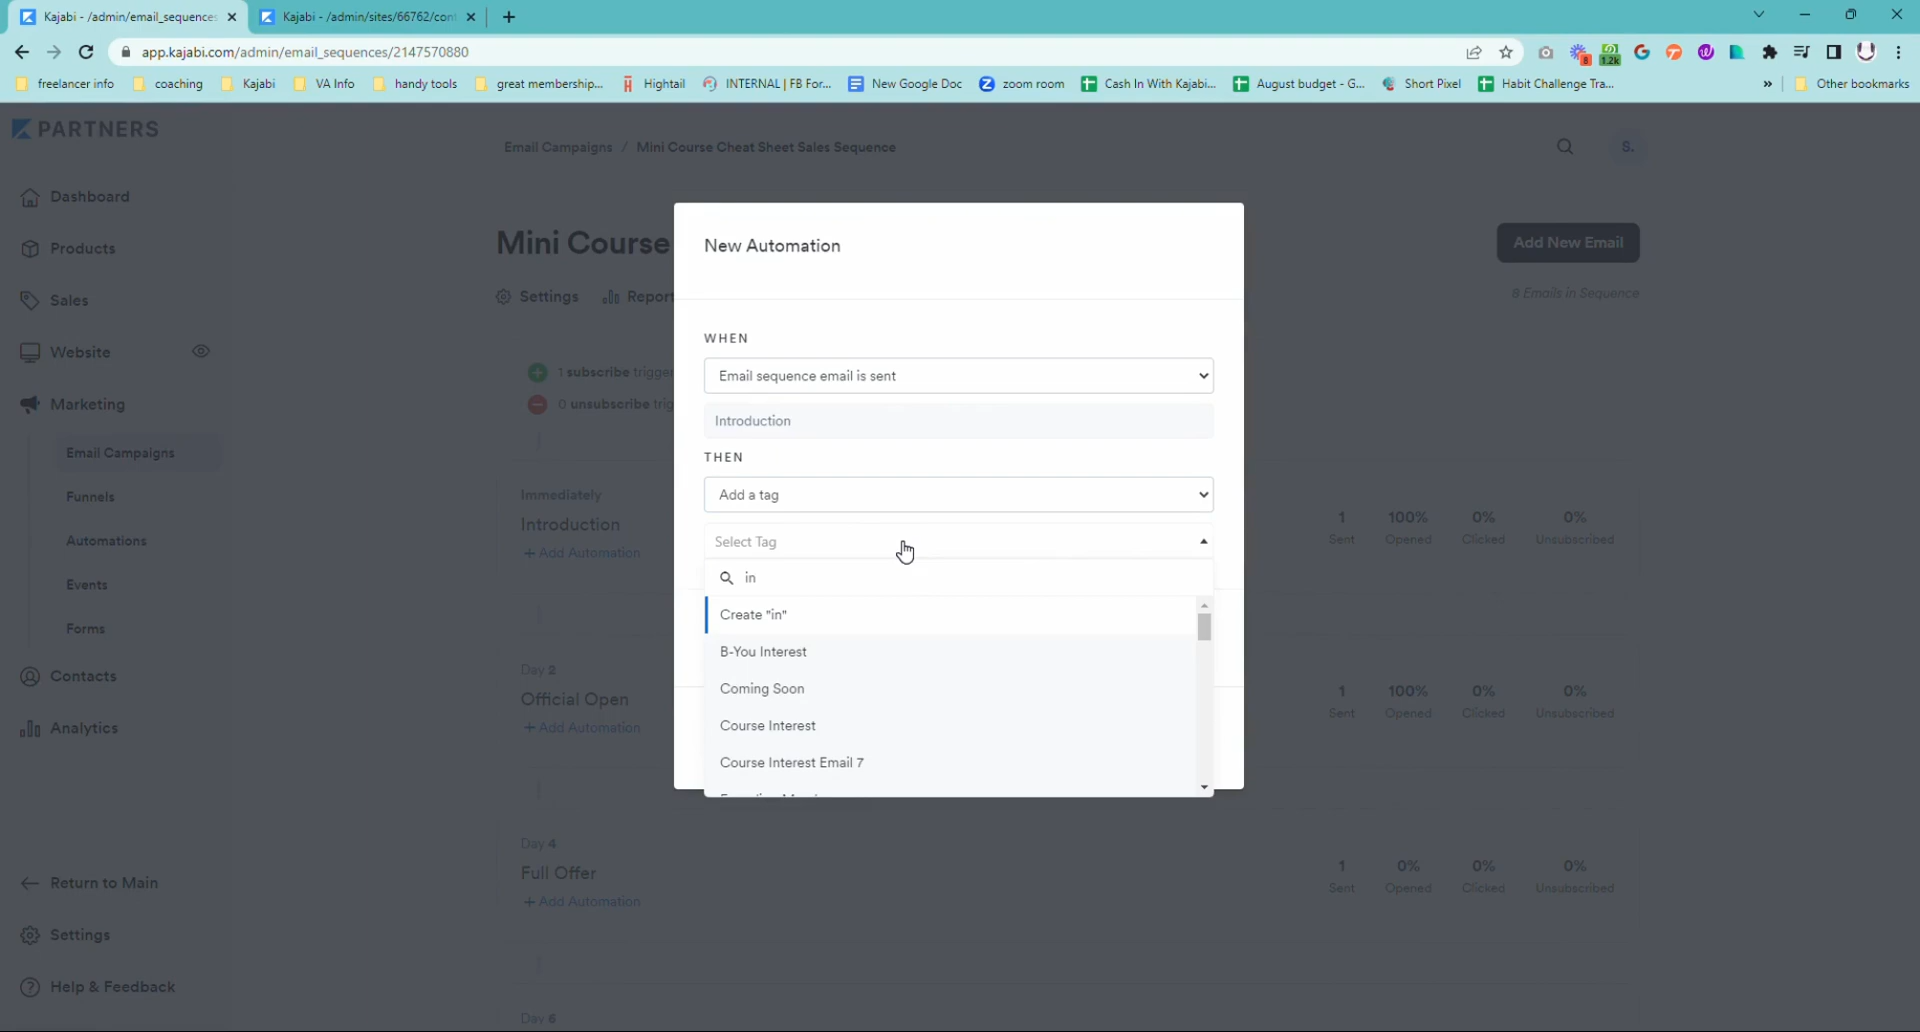 Kajabi - /admin/email_sequences
Kajabi - /admin/sites/66762/con
app.kajabi.com/admin/email_sequences/2147570880
8
1.2k
freelancer info
coaching
Kajabi
VA Info
handy tools
great membership...
Hightail
INTERNAL | FB For...
New Google Doc
zoom room
Cash In With Kajabi...
August budget - G...
Short Pixel
Habit Challenge Tra...
»
Other bookmarks
PARTNERS
Email Campaigns / Mini Course Cheat Sheet Sales Sequence
S.
Dashboard
Products
Sales
Website
Marketing
Email Campaigns
Funnels
Automations
Events
Forms
Contacts
Analytics
Return to Main
Settings
Help & Feedback
Mini Course
Add New Email
Settings
Report
8 Emails in Sequence
1 subscribe trigger
0 unsubscribe trig
Immediately
Introduction
+ Add Automation
1 100% 0% 0%
Sent Opened Clicked Unsubscribed
Day 2
Official Open
+ Add Automation
1 100% 0% 0%
Sent Opened Clicked Unsubscribed
Day 4
Full Offer
+ Add Automation
1 0% 0% 0%
Sent Opened Clicked Unsubscribed
Day 6
New Automation
WHEN
Email sequence email is sent
Introduction
THEN
Add a tag
Select Tag
in
Create "in"
B-You Interest
Coming Soon
Course Interest
Course Interest Email 7